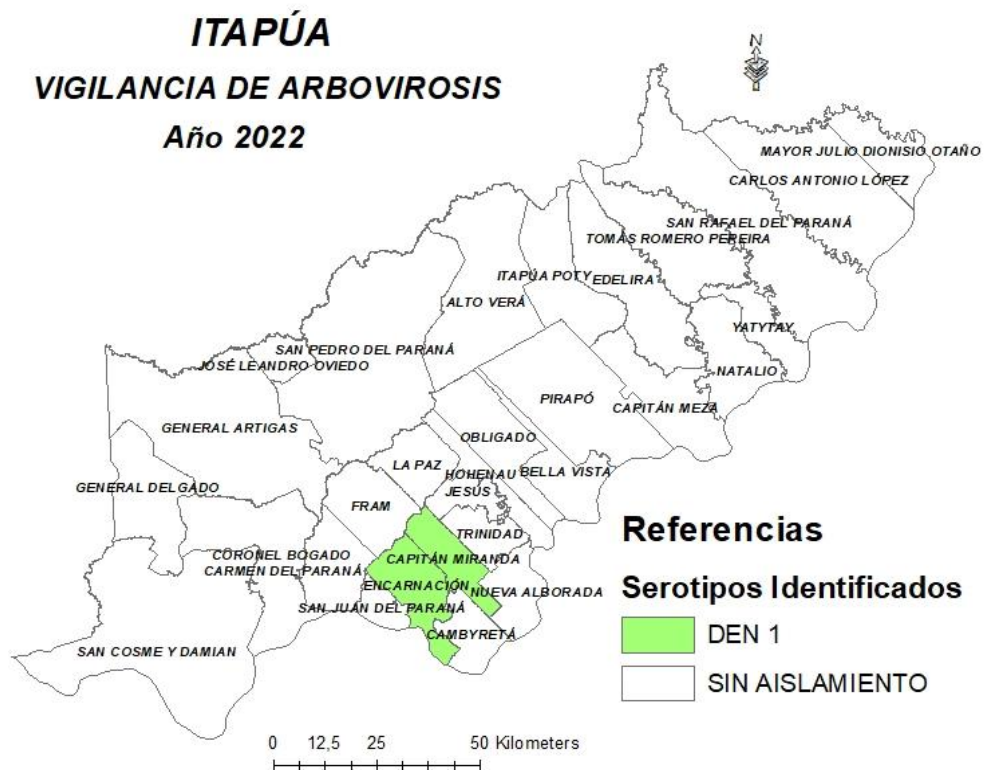 ITAPÚA
VIGILANCIA DE ARBOVIROSIS
Año 2022
N
MAYOR JULIO DIONISIO OTAÑO
CARLOS ANTONIO LÓPEZ
SAN RAFAEL DEL PARANÁ
TOMÁS ROMERO PEREIRA
ITAPÚA POTY
EDELIRA
ALTO VERÁ
YATYTAY
SAN PEDRO DEL PARANÁ
JOSÉ LEANDRO OVIEDO
NATALIO
PIRAPÓ
CAPITÁN MEZA
GENERAL ARTIGAS
OBLIGADO
LA PAZ
HOHENAU
BELLA VISTA
GENERAL DELGADO
JESÚS
FRAM
TRINIDAD
CORONEL BOGADO
CAPITÁN MIRANDA
CARMEN DEL PARANÁ
ENCARNACIÓN
NUEVA ALBORADA
SAN JUAN DEL PARANÁ
CAMBYRETÁ
SAN COSME Y DAMIAN
Referencias
Serotipos Identificados
DEN 1
SIN AISLAMIENTO
0 12,5 25 50 Kilometers